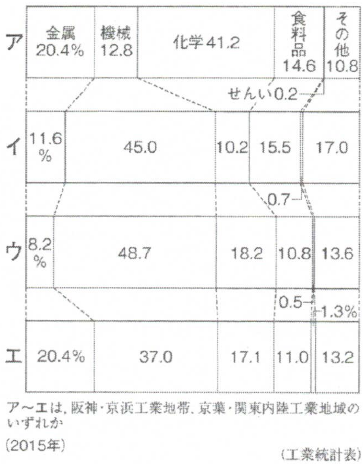 ア 金属 20.4% 機械 12.8 化学 41.2 食料品 14.6 その他 10.8
せんい 0.2
イ 11.6% 45.0 10.2 15.5 17.0
0.7
ウ 8.2% 48.7 18.2 10.8 13.6
0.5
1.3%
エ 20.4% 37.0 17.1 11.0 13.2
ア〜エは，阪神・京浜工業地帯，京葉・関東内陸工業地域の
いずれか
(2015年)
(工業統計表)